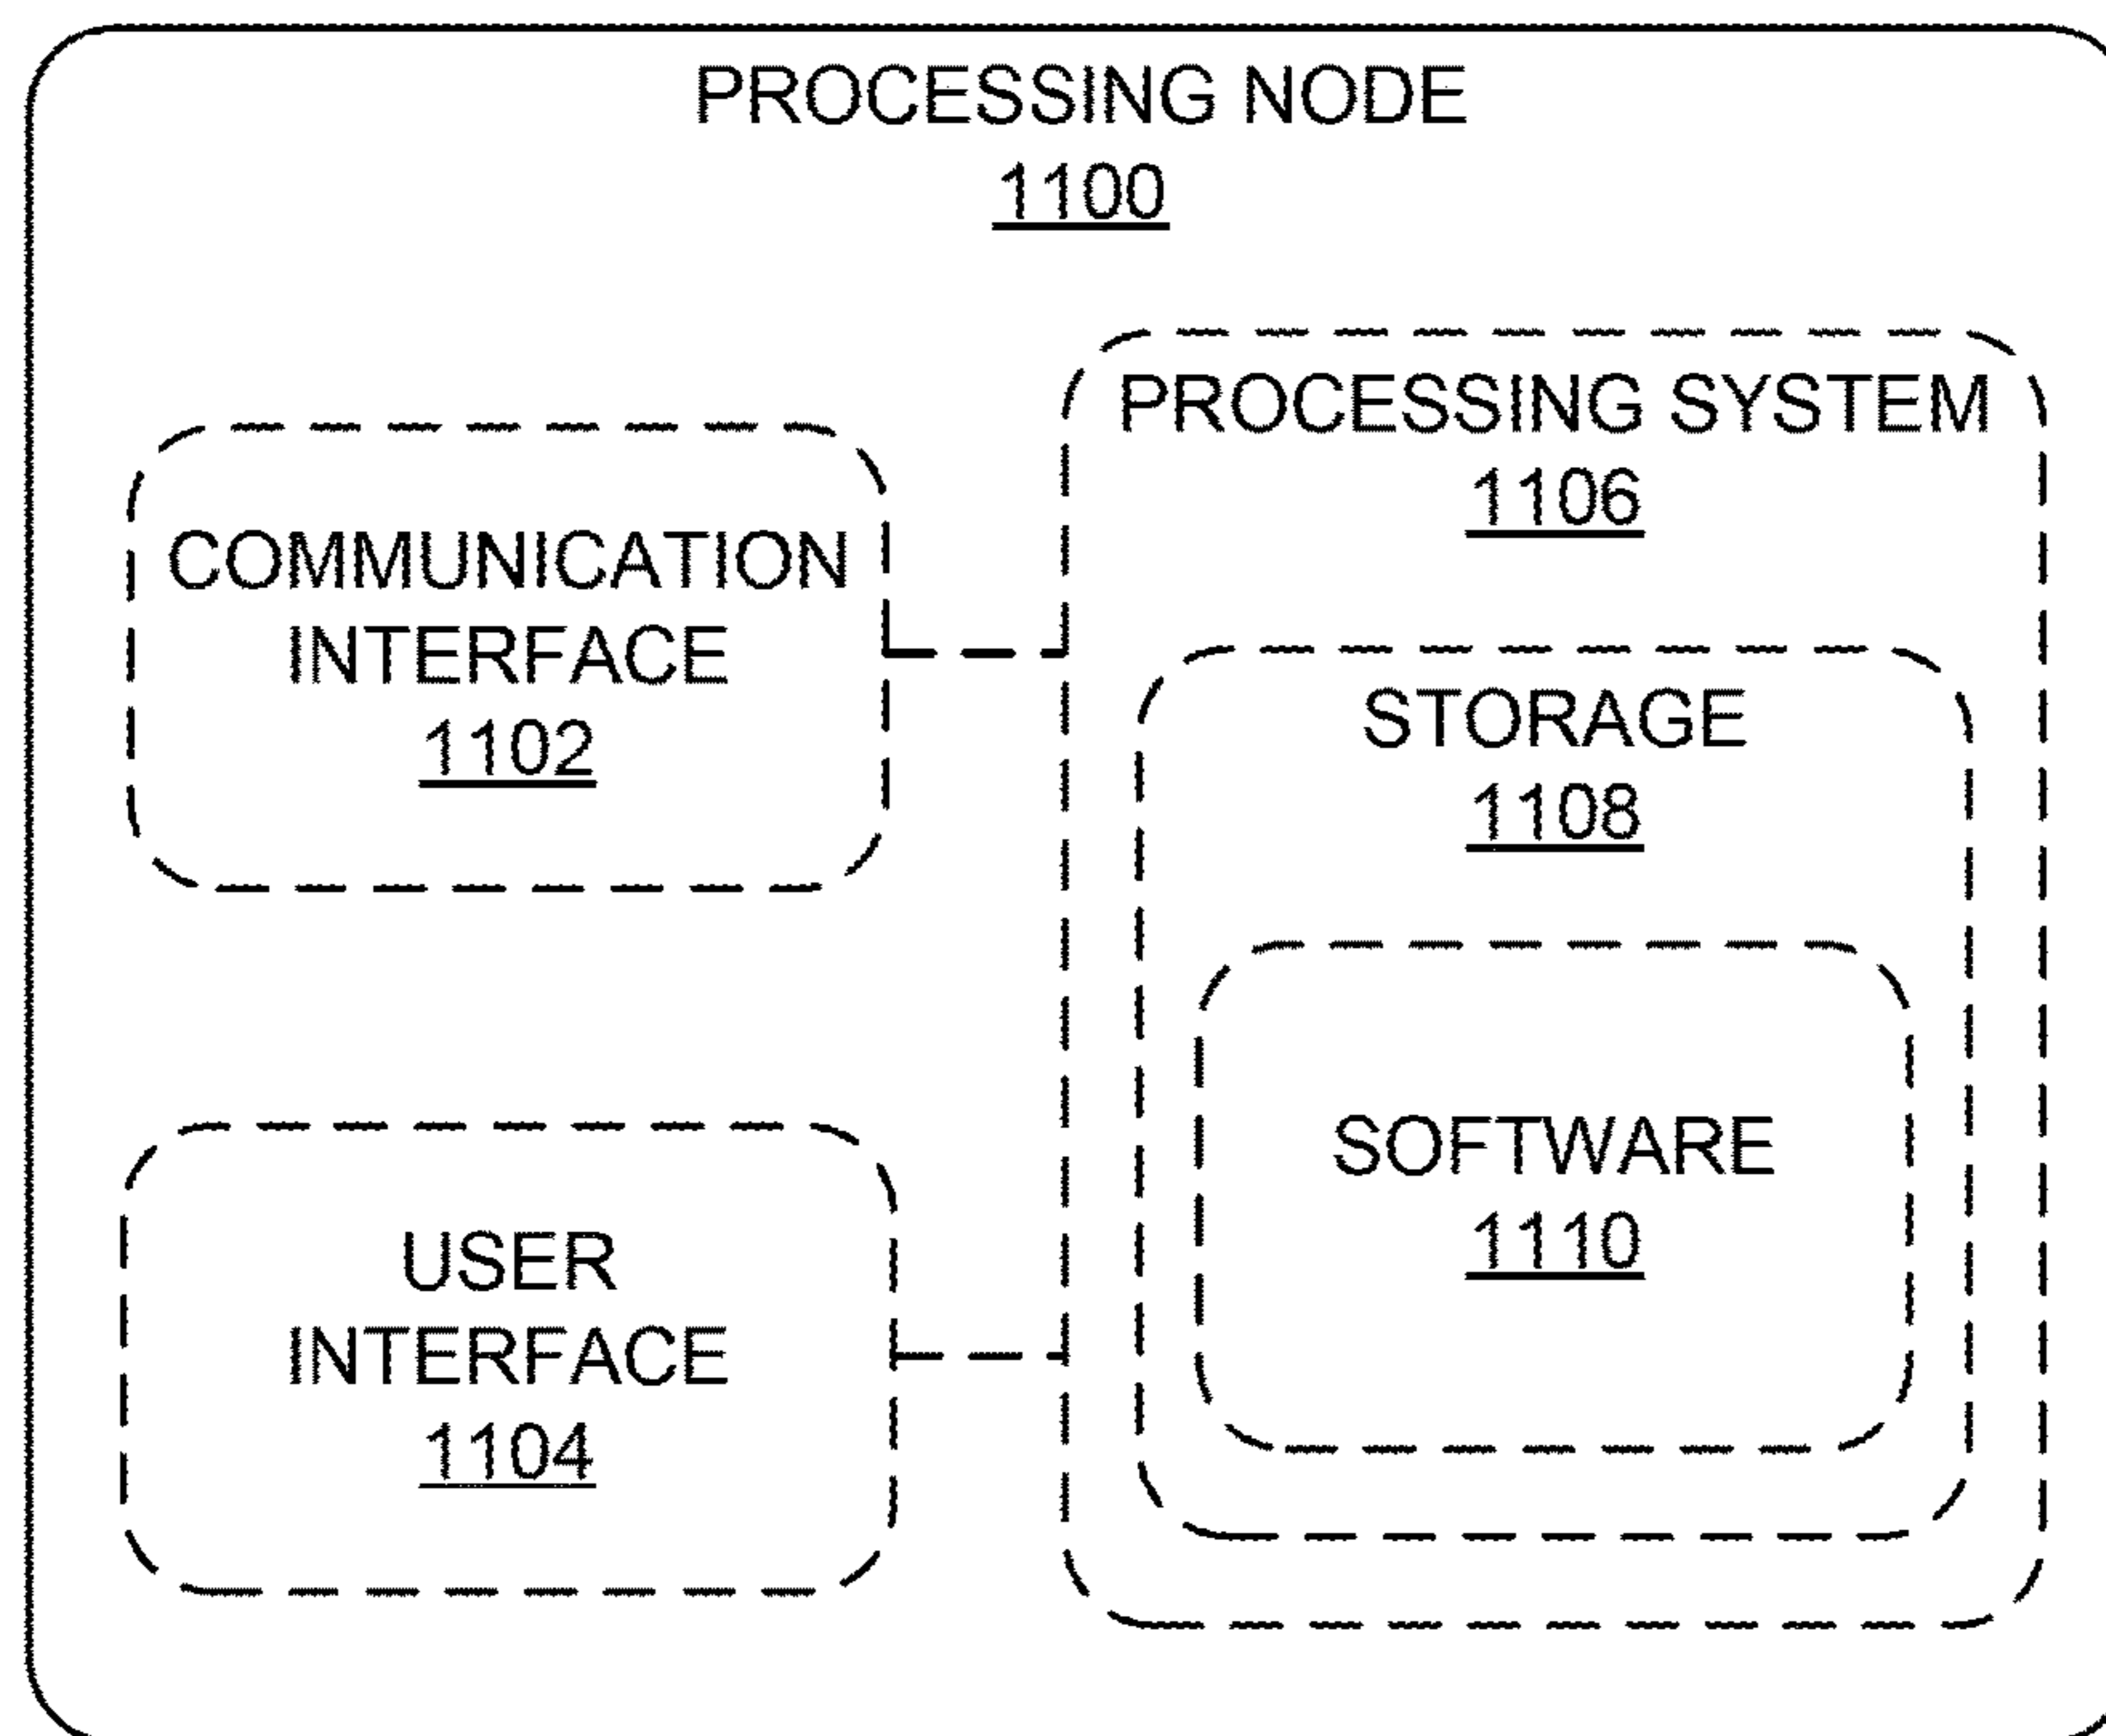 PROCESSING NODE
1100
COMMUNICATION
INTERFACE
1102
USER
INTERFACE
1104
PROCESSING SYSTEM
1106
STORAGE
1108
SOFTWARE
1110